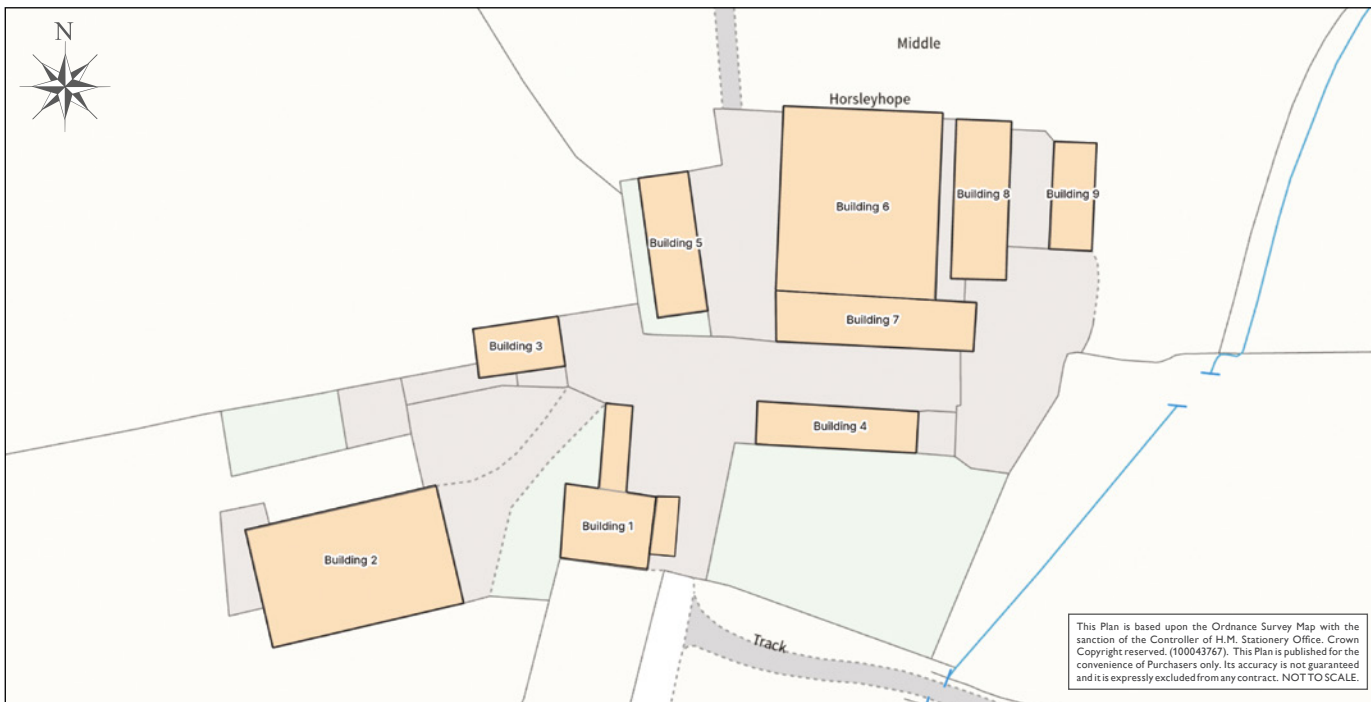 N
Middle
Horsleyhope
Building 6
Building 8
Building 9
Building 5
Building 7
Building 3
Building 4
Building 1
Building 2
Track
This Plan is based upon the Ordnance Survey Map with the
sanction of the Controller of H.M. Stationery Office. Crown
Copyright reserved. (100043767). This Plan is published for the
convenience of Purchasers only. Its accuracy is not guaranteed
and it is expressly excluded from any contract. NOT TO SCALE.